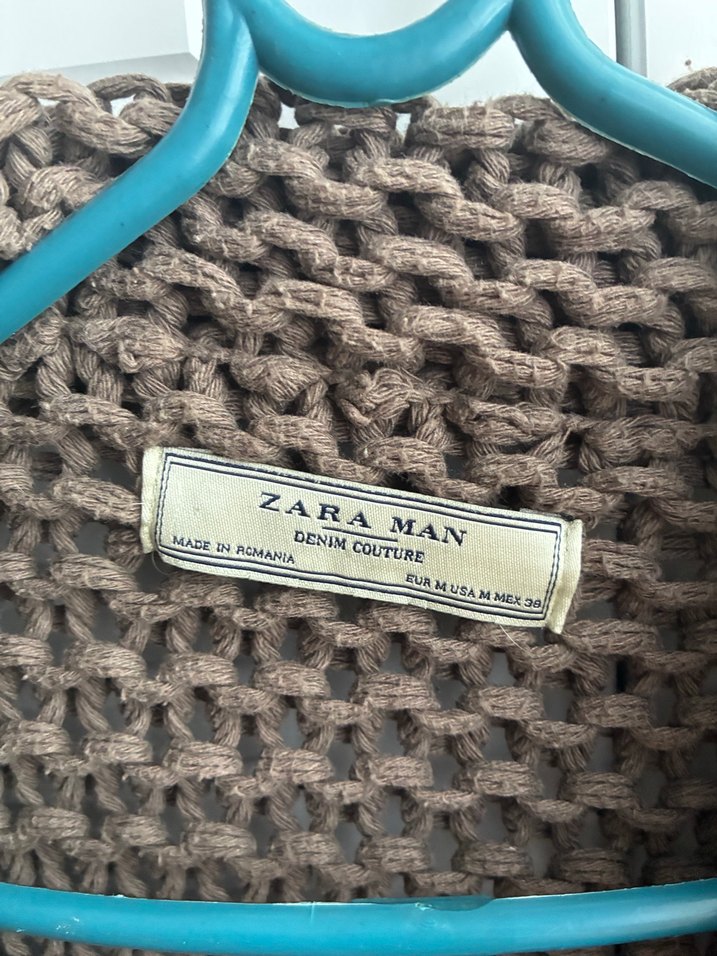 ZARA MAN
DENIM COUTURE
MADE IN ROMANIA
EUR M USA M MEX 38